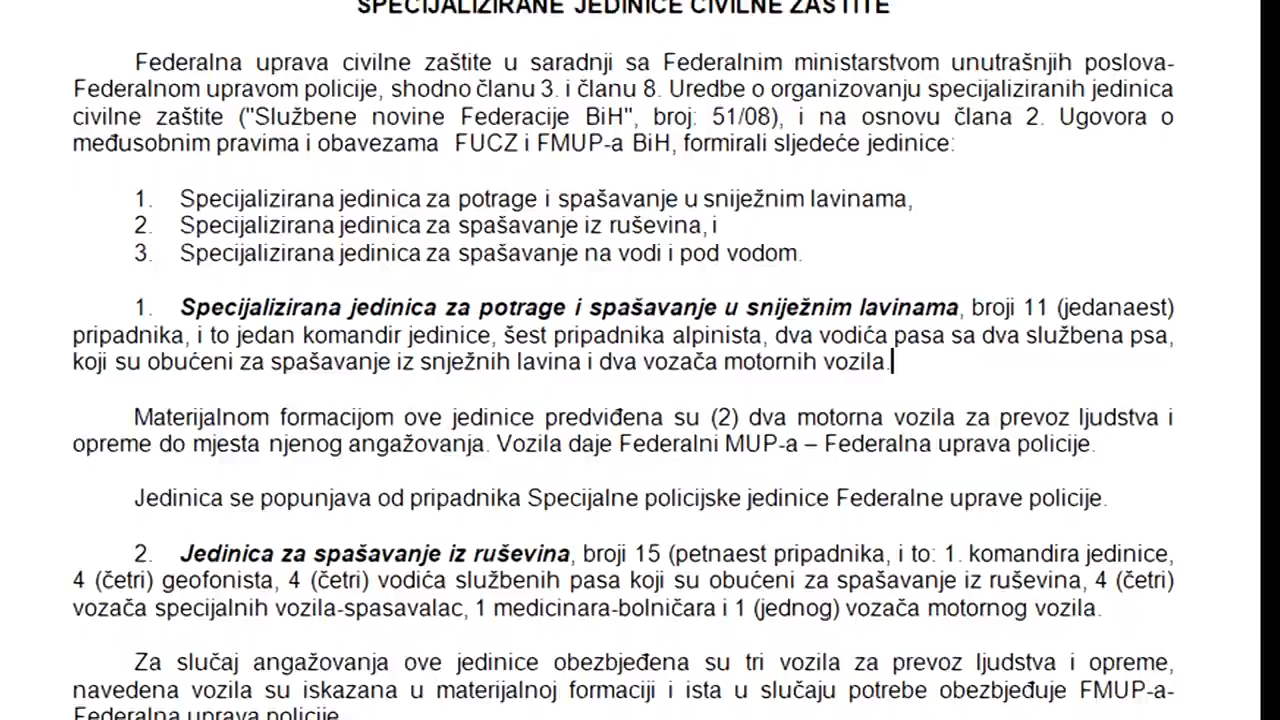 SPECIJALIZIRANE JEDINICE CIVILNE ZAŠTITE
Federalna uprava civilne zaštite u saradnji sa Federalnim ministarstvom unutrašnjih poslova-
Federalnom upravom policije, shodno članu 3. i članu 8. Uredbe o organizovanju specijaliziranih jedinica
civilne zaštite ("Službene novine Federacije BiH", broj: 51/08), i na osnovu člana 2. Ugovora o
međusobnim pravima i obavezama FUCZ i FMUP-a BiH, formirali sljedeće jedinice:
1. Specijalizirana jedinica za potrage i spašavanje u sniježnim lavinama,
2. Specijalizirana jedinica za spašavanje iz ruševina, i
3. Specijalizirana jedinica za spašavanje na vodi i pod vodom.
1. Specijalizirana jedinica za potrage i spašavanje u sniježnim lavinama, broji 11 (jedanaest)
pripadnika, i to jedan komandir jedinice, šest pripadnika alpinista, dva vodića pasa sa dva službena psa,
koji su obućeni za spašavanje iz snježnih lavina i dva vozača motornih vozila.
Materijalnom formacijom ove jedinice predviđena su (2) dva motorna vozila za prevoz ljudstva i
opreme do mjesta njenog angažovanja. Vozila daje Federalni MUP-a – Federalna uprava policije.
Jedinica se popunjava od pripadnika Specijalne policijske jedinice Federalne uprave policije.
2. Jedinica za spašavanje iz ruševina, broji 15 (petnaest pripadnika, i to: 1. komandira jedinice,
4 (četri) geofonista, 4 (četri) vodića službenih pasa koji su obućeni za spašavanje iz ruševina, 4 (četri)
vozača specijalnih vozila-spasavalac, 1 medicinara-bolničara i 1 (jednog) vozača motornog vozila.
Za slučaj angažovanja ove jedinice obezbjeđena su tri vozila za prevoz ljudstva i opreme,
navedena vozila su iskazana u materijalnoj formaciji i ista u slučaju potrebe obezbjeđuje FMUP-a-
Federalna uprava policije.